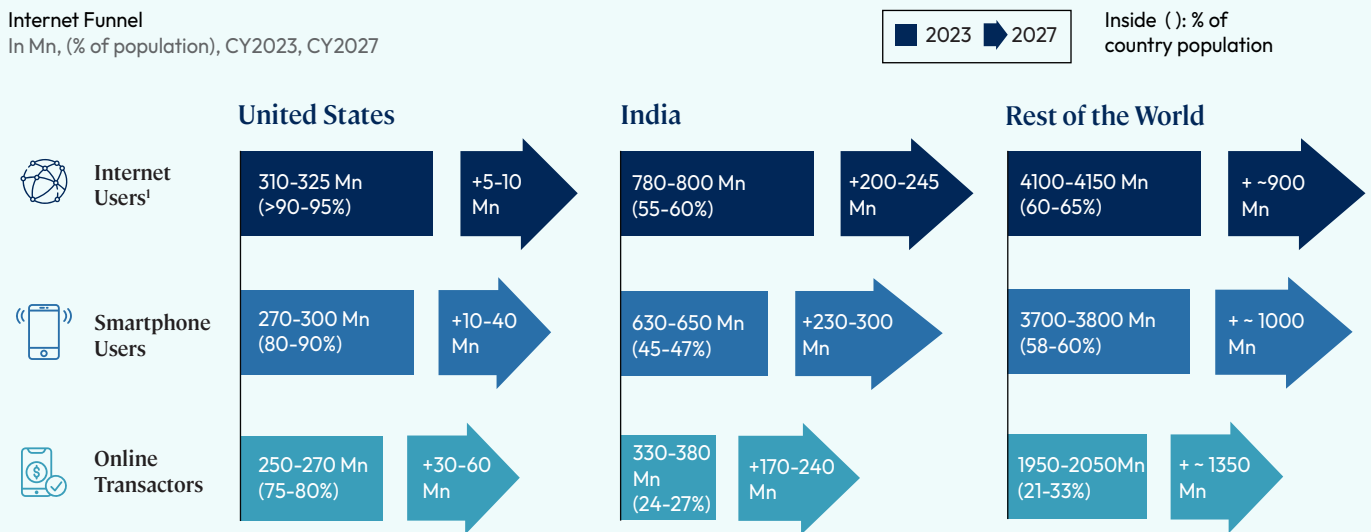 Internet Funnel
In Mn, (% of population), CY2023, CY2027
2023 2027
Inside ( ): % of
country population
United States
India
Rest of the World
Internet
Users¹
310-325 Mn
(>90-95%)
+5-10
Mn
780-800 Mn
(55-60%)
+200-245
Mn
4100-4150 Mn
(60-65%)
+ ~900
Mn
Smartphone
Users
270-300 Mn
(80-90%)
+10-40
Mn
630-650 Mn
(45-47%)
+230-300
Mn
3700-3800 Mn
(58-60%)
+ ~ 1000
Mn
Online
Transactors
250-270 Mn
(75-80%)
+30-60
Mn
330-380
Mn
(24-27%)
+170-240
Mn
1950-2050Mn
(21-33%)
+ ~ 1350
Mn